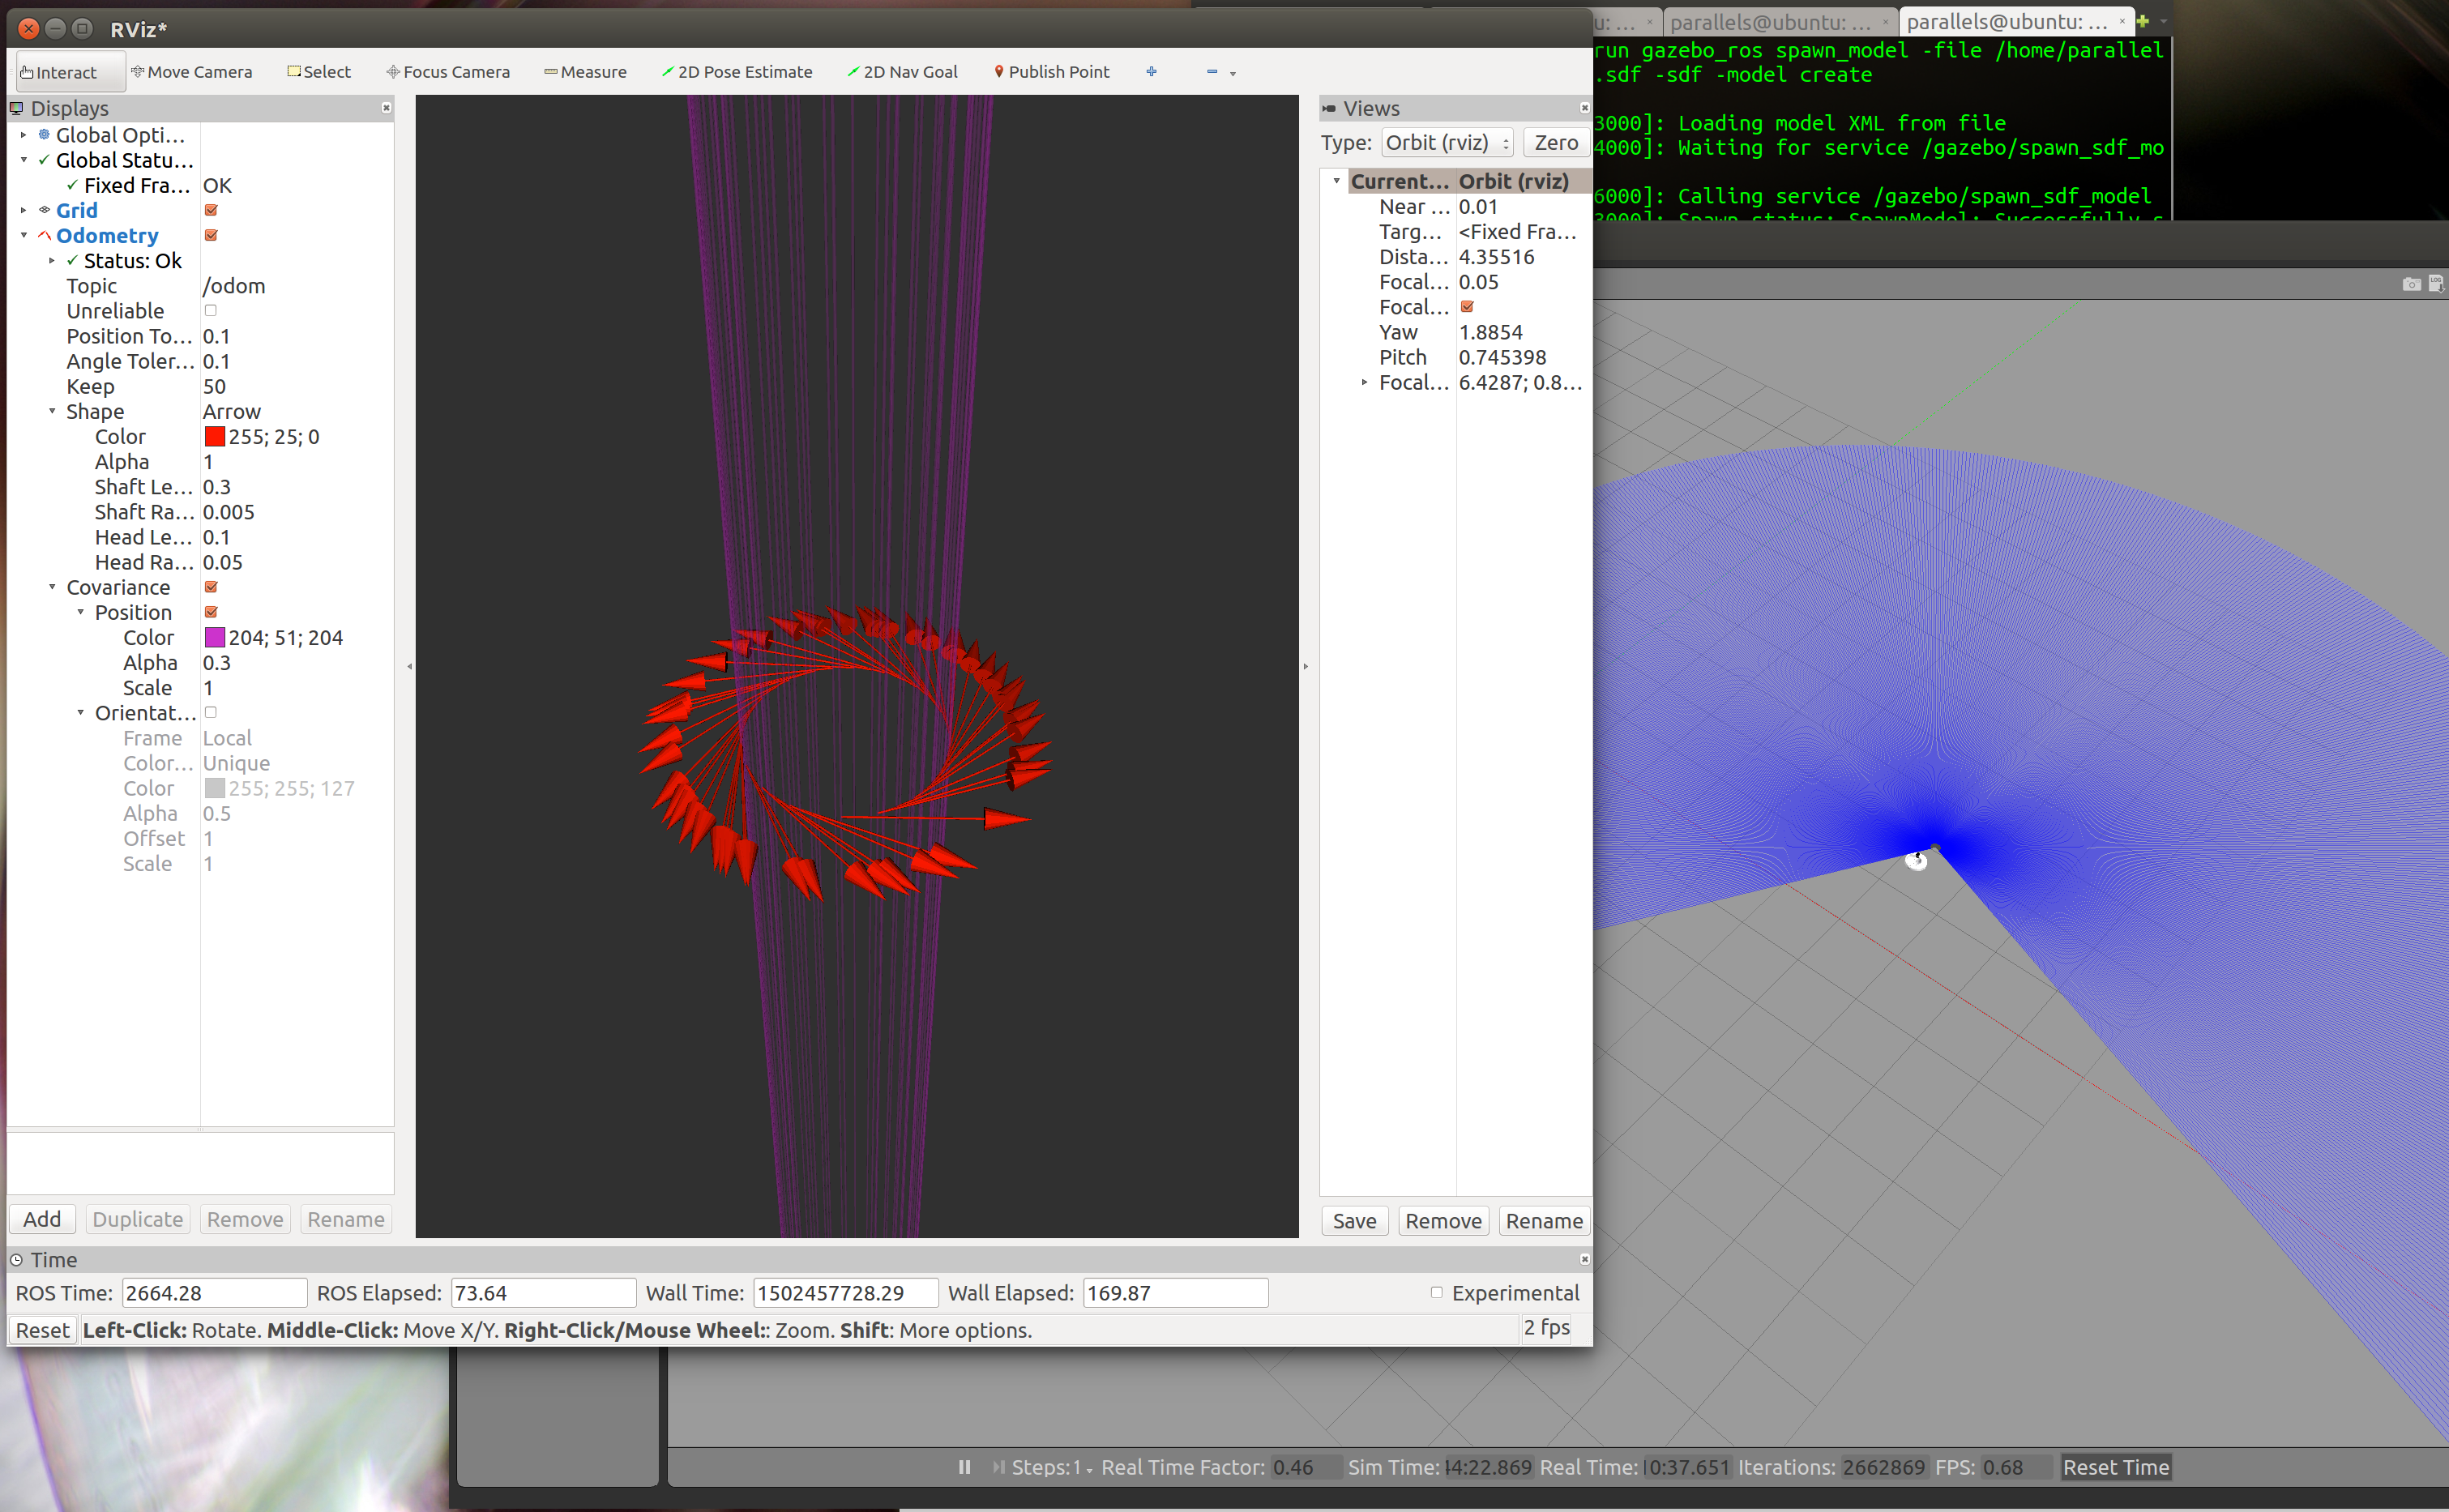 RViz*
Interact Move Camera Select Focus Camera Measure 2D Pose Estimate 2D Nav Goal Publish Point
Displays
Global Opti...
Global Statu...
Fixed Fra... OK
Grid
Odometry
Status: Ok
Topic /odom
Unreliable
Position To... 0.1
Angle Toler... 0.1
Keep 50
Shape Arrow
Color 255; 25; 0
Alpha 1
Shaft Le... 0.3
Shaft Ra... 0.005
Head Le... 0.1
Head Ra... 0.05
Covariance
Position
Color 204; 51; 204
Alpha 0.3
Scale 1
Orientat...
Frame Local
Color... Unique
Color 255; 255; 127
Alpha 0.5
Offset 1
Scale 1
Add Duplicate Remove Rename
Views
Type: Orbit (rviz) Zero
Current... Orbit (rviz)
Near ... 0.01
Targ... <Fixed Fra...
Dista... 4.35516
Focal... 0.05
Focal...
Yaw 1.8854
Pitch 0.745398
Focal... 6.4287; 0.8...
Save Remove Rename
Time
ROS Time: 2664.28 ROS Elapsed: 73.64 Wall Time: 1502457728.29 Wall Elapsed: 169.87 Experimental
Reset Left-Click: Rotate. Middle-Click: Move X/Y. Right-Click/Mouse Wheel:: Zoom. Shift: More options. 2 fps
u: ... parallels@ubuntu: ... parallels@ubuntu: ...
run gazebo_ros spawn_model -file /home/parallel
.sdf -sdf -model create
3000]: Loading model XML from file
4000]: Waiting for service /gazebo/spawn_sdf_mo
6000]: Calling service /gazebo/spawn_sdf_model
3000]: Spawn status: SpawnModel: Successfully s
LOG
Steps: 1 Real Time Factor: 0.46 Sim Time: 44:22.869 Real Time: 0:37.651 Iterations: 2662869 FPS: 0.68 Reset Time